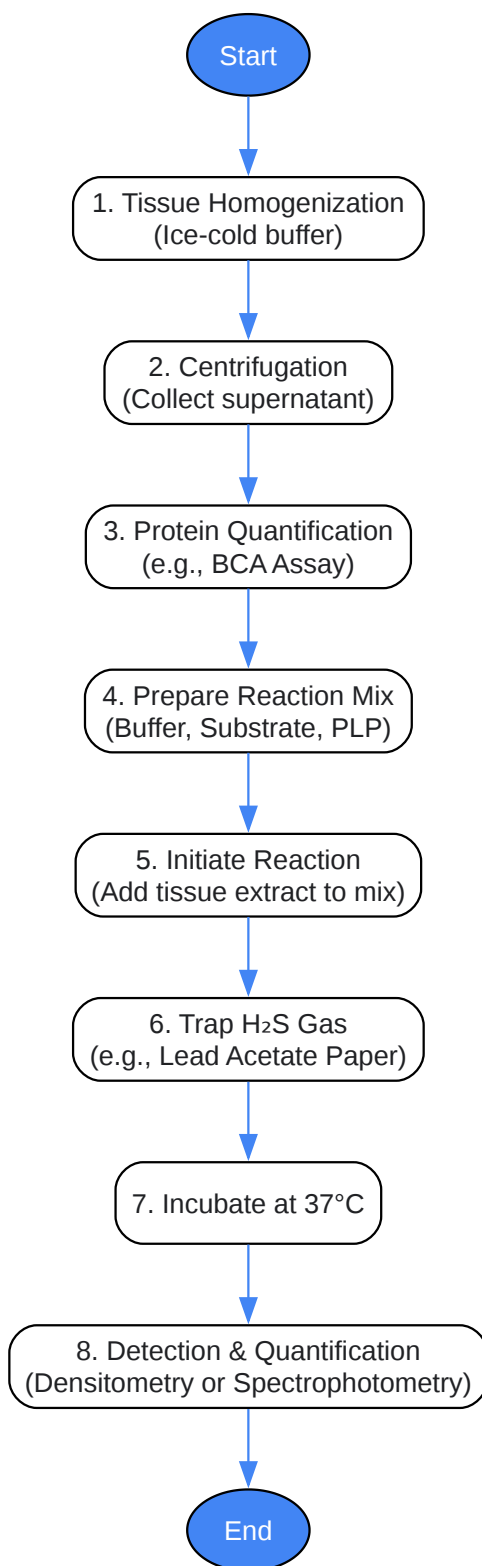 Start
1. Tissue Homogenization
(Ice-cold buffer)
2. Centrifugation
(Collect supernatant)
3. Protein Quantification
(e.g., BCA Assay)
4. Prepare Reaction Mix
(Buffer, Substrate, PLP)
5. Initiate Reaction
(Add tissue extract to mix)
6. Trap H₂S Gas
(e.g., Lead Acetate Paper)
7. Incubate at 37°C
8. Detection & Quantification
(Densitometry or Spectrophotometry)
End